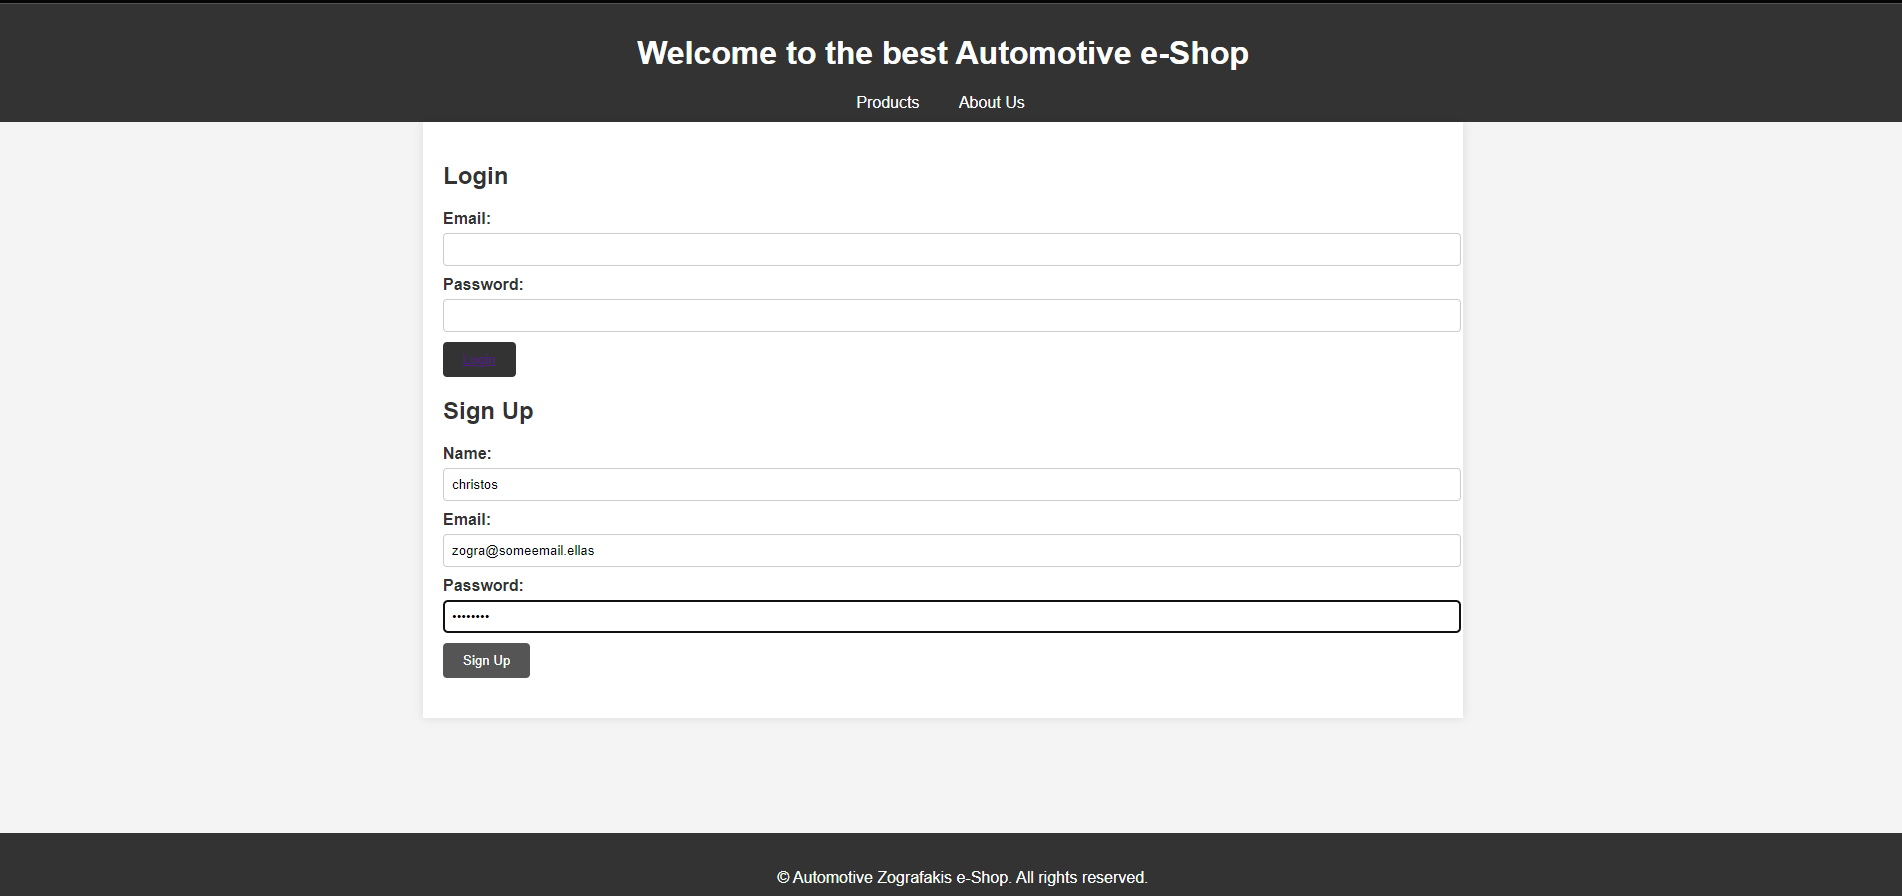 Welcome to the best Automotive e-Shop
Products About Us
Login
Email:
Password:
Login
Sign Up
Name:
christos
Email:
zogra@someemail.ellas
Password:
••••••••
Sign Up
© Automotive Zografakis e-Shop. All rights reserved.